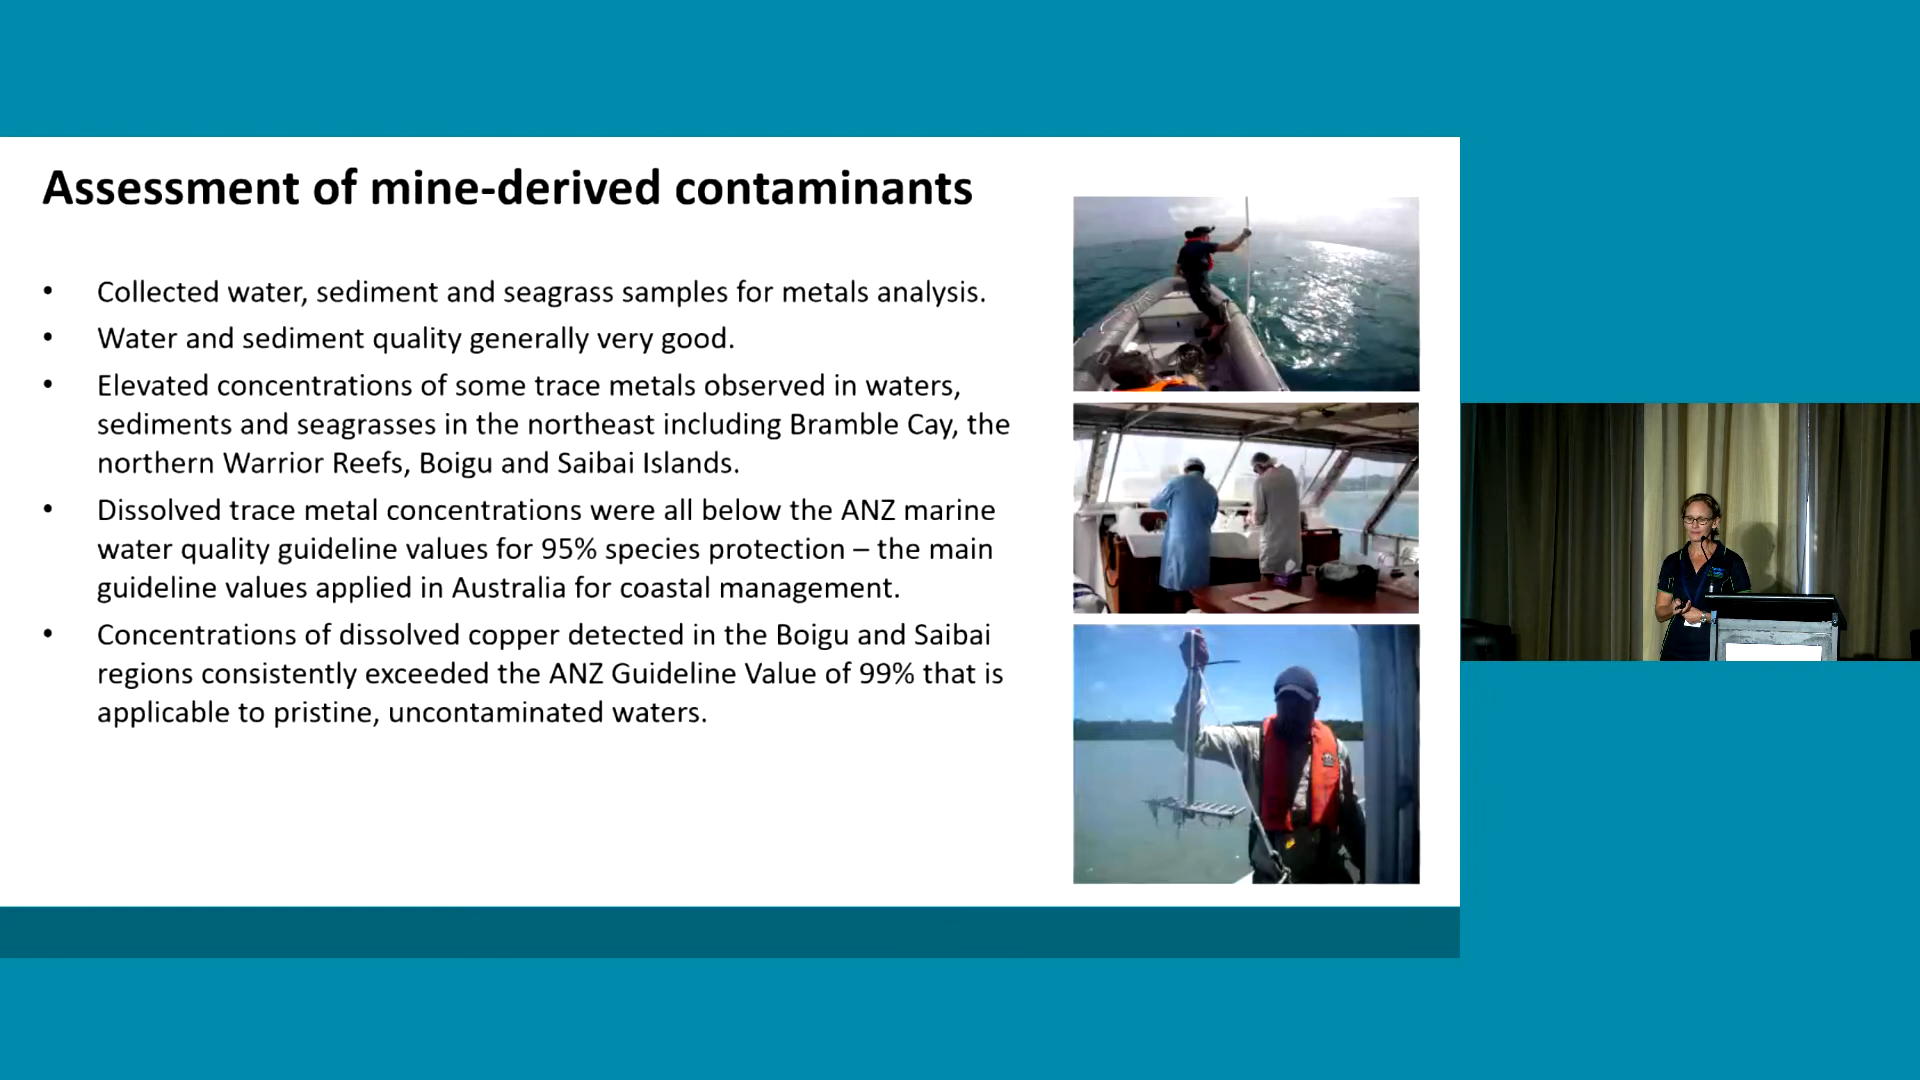 Assessment of mine-derived contaminants
• Collected water, sediment and seagrass samples for metals analysis.
• Water and sediment quality generally very good.
• Elevated concentrations of some trace metals observed in waters,
sediments and seagrasses in the northeast including Bramble Cay, the
northern Warrior Reefs, Boigu and Saibai Islands.
• Dissolved trace metal concentrations were all below the ANZ marine
water quality guideline values for 95% species protection – the main
guideline values applied in Australia for coastal management.
• Concentrations of dissolved copper detected in the Boigu and Saibai
regions consistently exceeded the ANZ Guideline Value of 99% that is
applicable to pristine, uncontaminated waters.